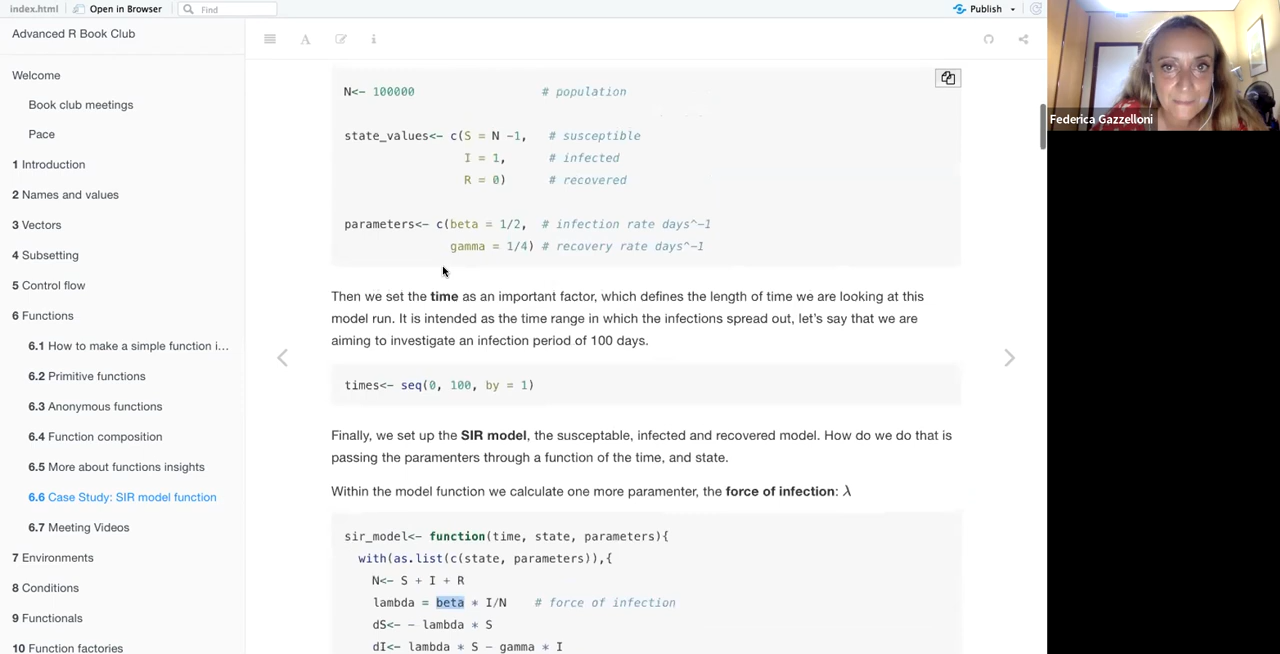 index.html
Open in Browser
Find
Publish
Advanced R Book Club
Welcome
Book club meetings
Pace
1 Introduction
2 Names and values
3 Vectors
4 Subsetting
5 Control flow
6 Functions
6.1 How to make a simple function i...
6.2 Primitive functions
6.3 Anonymous functions
6.4 Function composition
6.5 More about functions insights
6.6 Case Study: SIR model function
6.7 Meeting Videos
7 Environments
8 Conditions
9 Functionals
10 Function factories
N<- 100000 # population
state_values<- c(S = N -1, # susceptible
I = 1, # infected
R = 0) # recovered
parameters<- c(beta = 1/2, # infection rate days^-1
gamma = 1/4) # recovery rate days^-1
Then we set the time as an important factor, which defines the length of time we are looking at this
model run. It is intended as the time range in which the infections spread out, let's say that we are
aiming to investigate an infection period of 100 days.
times<- seq(0, 100, by = 1)
Finally, we set up the SIR model, the susceptable, infected and recovered model. How do we do that is
passing the paramenters through a function of the time, and state.
Within the model function we calculate one more paramenter, the force of infection: λ
sir_model<- function(time, state, parameters){
with(as.list(c(state, parameters)),{
N<- S + I + R
lambda = beta * I/N # force of infection
dS<- - lambda * S
dI<- lambda * S - gamma * I
Federica Gazzelloni